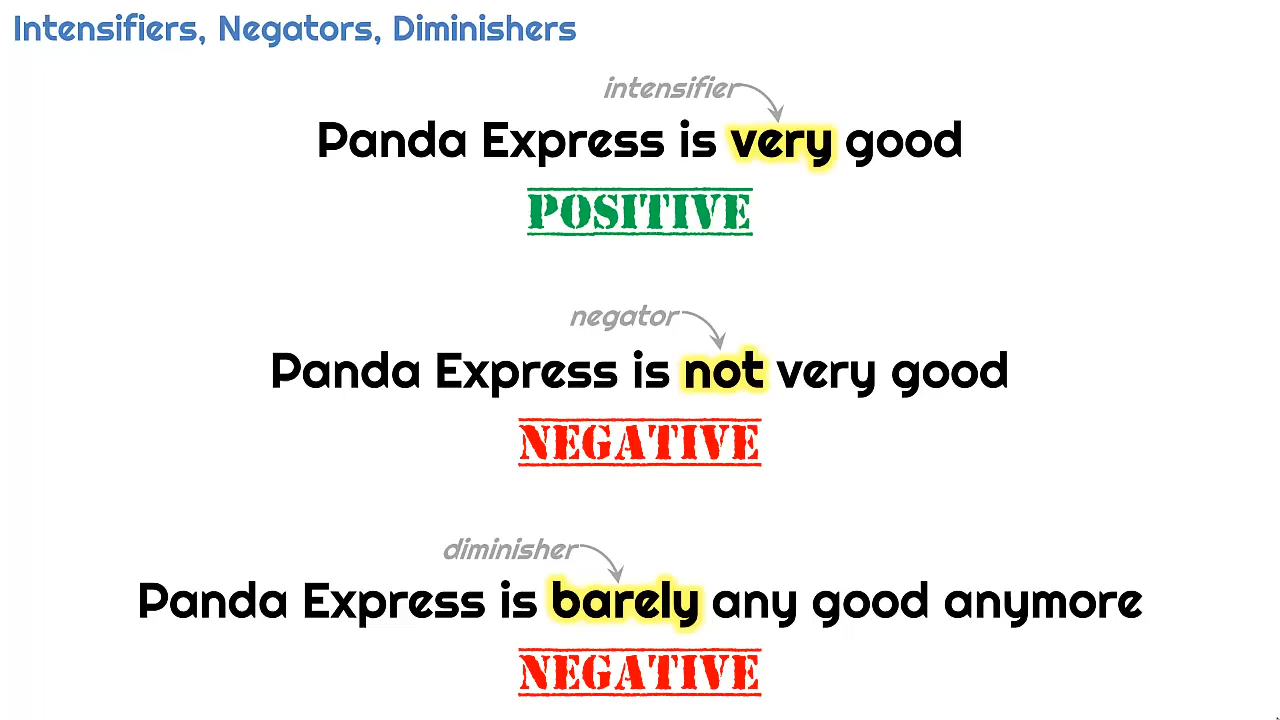 Intensifiers, Negators, Diminishers
intensifier
Panda Express is very good
POSITIVE
negator
Panda Express is not very good
NEGATIVE
diminisher
Panda Express is barely any good anymore
NEGATIVE